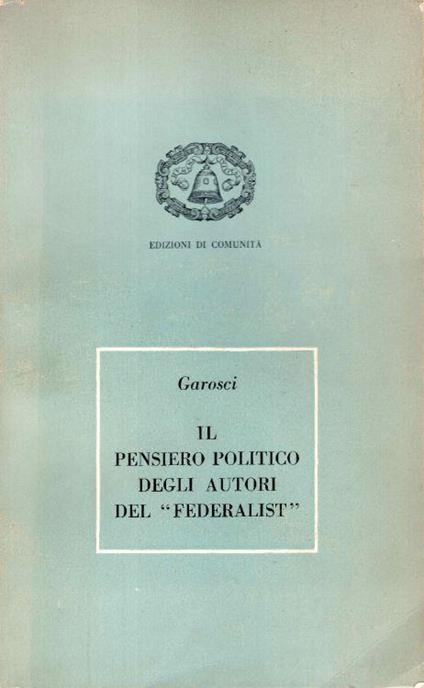 EDIZIONI DI COMUNITÀ
Garosci
IL
PENSIERO POLITICO
DEGLI AUTORI
DEL “FEDERALIST”